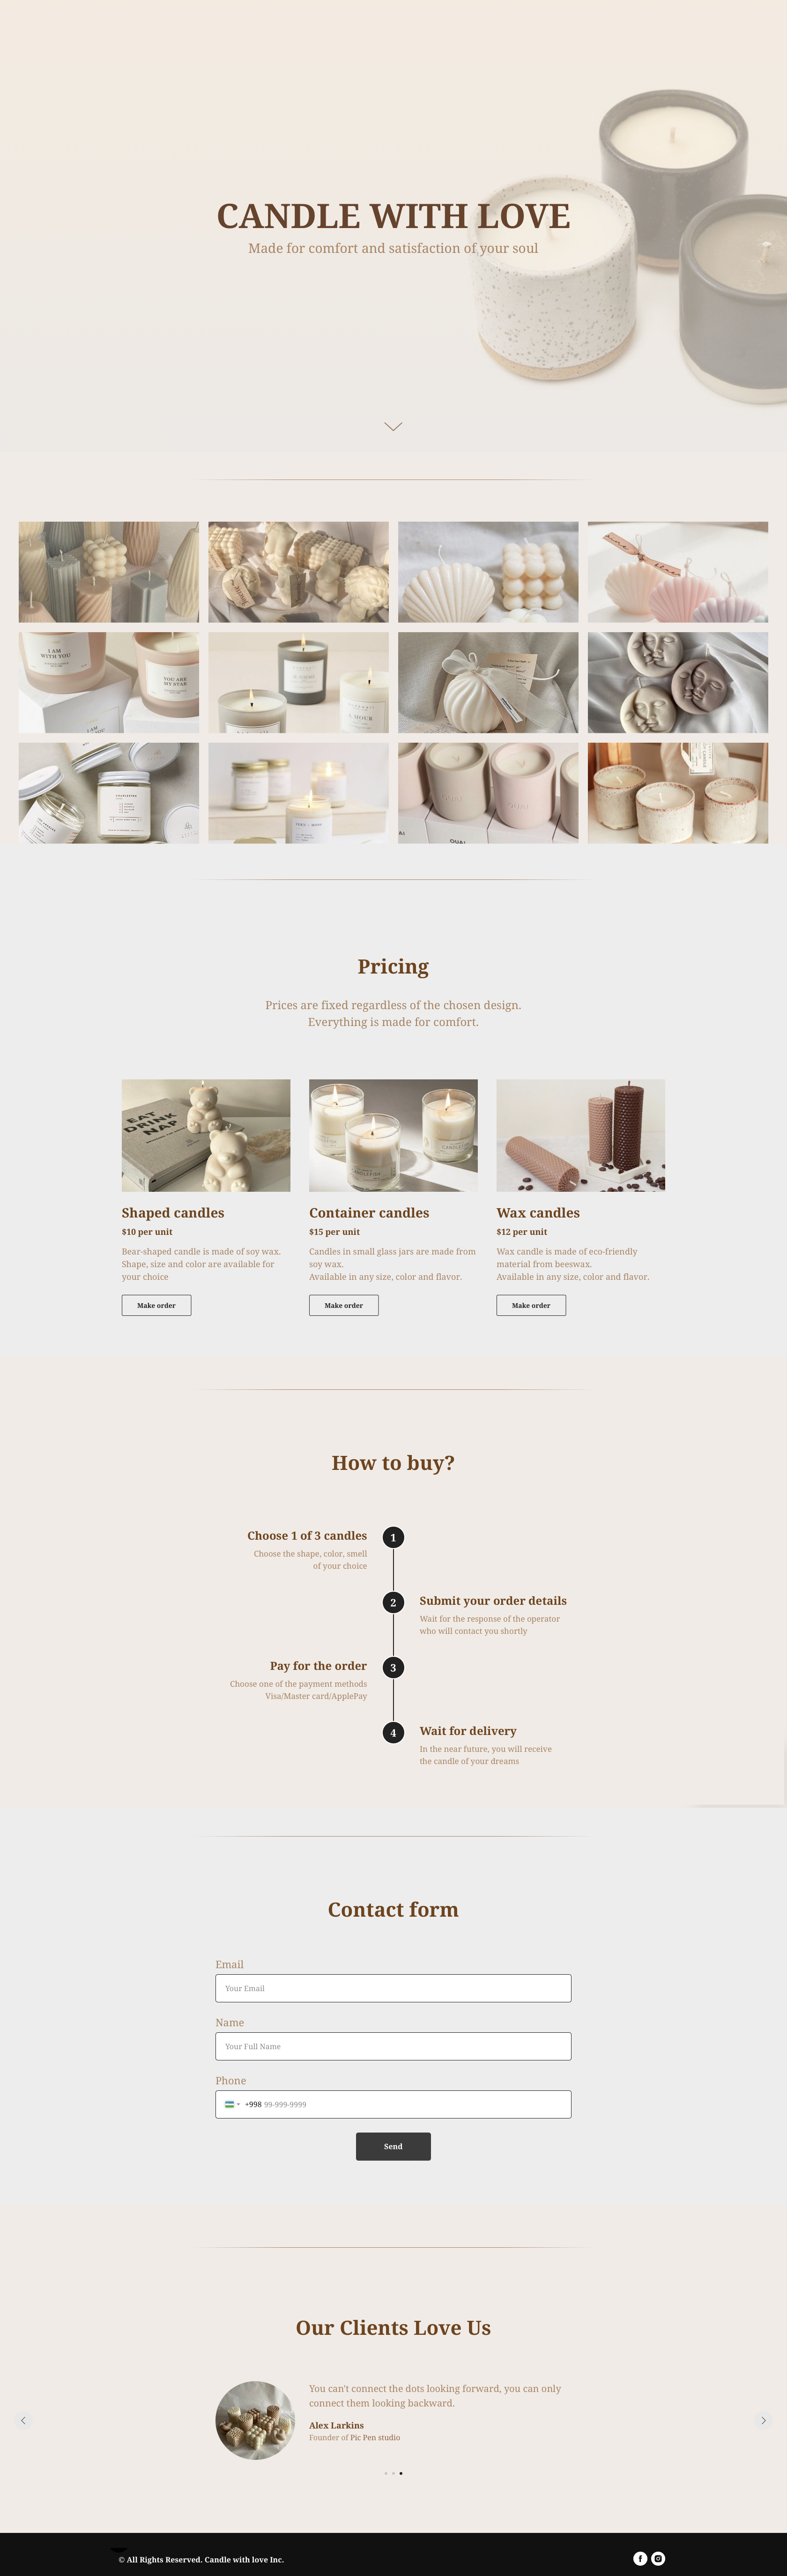 CANDLE WITH LOVE
Made for comfort and satisfaction of your soul
I AM
WITH YOU
YOU ARE
MY STAR
Pricing
Prices are fixed regardless of the chosen design.
Everything is made for comfort.
EAT
DRINK
NAP
Shaped candles
$10 per unit
Bear-shaped candle is made of soy wax.
Shape, size and color are available for
your choice
Make order
Container candles
$15 per unit
Candles in small glass jars are made from
soy wax.
Available in any size, color and flavor.
Make order
Wax candles
$12 per unit
Wax candle is made of eco-friendly
material from beeswax.
Available in any size, color and flavor.
Make order
How to buy?
1
Choose 1 of 3 candles
Choose the shape, color, smell
of your choice
2
Submit your order details
Wait for the response of the operator
who will contact you shortly
3
Pay for the order
Choose one of the payment methods
Visa/Master card/ApplePay
4
Wait for delivery
In the near future, you will receive
the candle of your dreams
Contact form
Email
Your Email
Name
Your Full Name
Phone
+998 99-999-9999
Send
Our Clients Love Us
You can't connect the dots looking forward, you can only
connect them looking backward.
Alex Larkins
Founder of Pic Pen studio
© All Rights Reserved. Candle with love Inc.